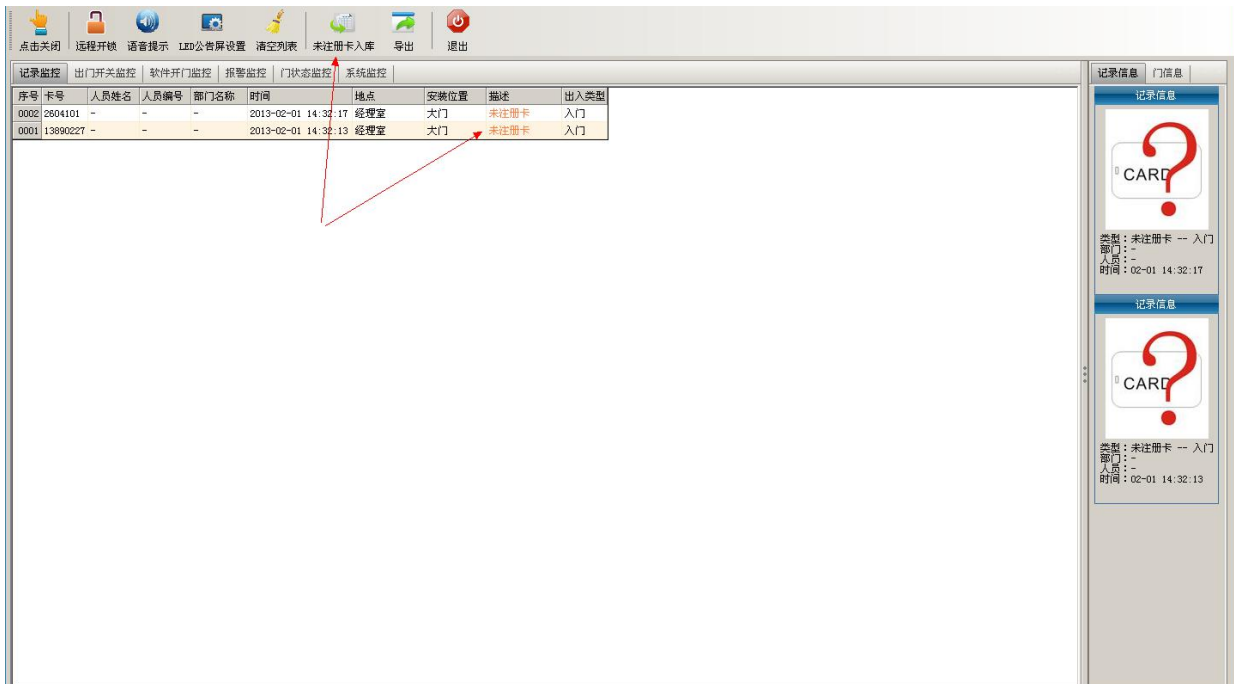 点击关闭 远程开锁 语音提示 LED公告屏设置 清空列表 未注册卡入库 导出 退出
记录监控 出门开关监控 软件开门监控 报警监控 门状态监控 系统监控
序号 卡号 人员姓名 人员编号 部门名称 时间 地点 安装位置 描述 出入类型
0002 2604101 - - - 2013-02-01 14:32:17 经理室 大门 未注册卡 入门
0001 13890227 - - - 2013-02-01 14:32:13 经理室 大门 未注册卡 入门
记录信息 门信息
记录信息
CARD
类型：未注册卡 -- 入门
部门：-
人员：-
时间：02-01 14:32:17
记录信息
CARD
类型：未注册卡 -- 入门
部门：-
人员：-
时间：02-01 14:32:13